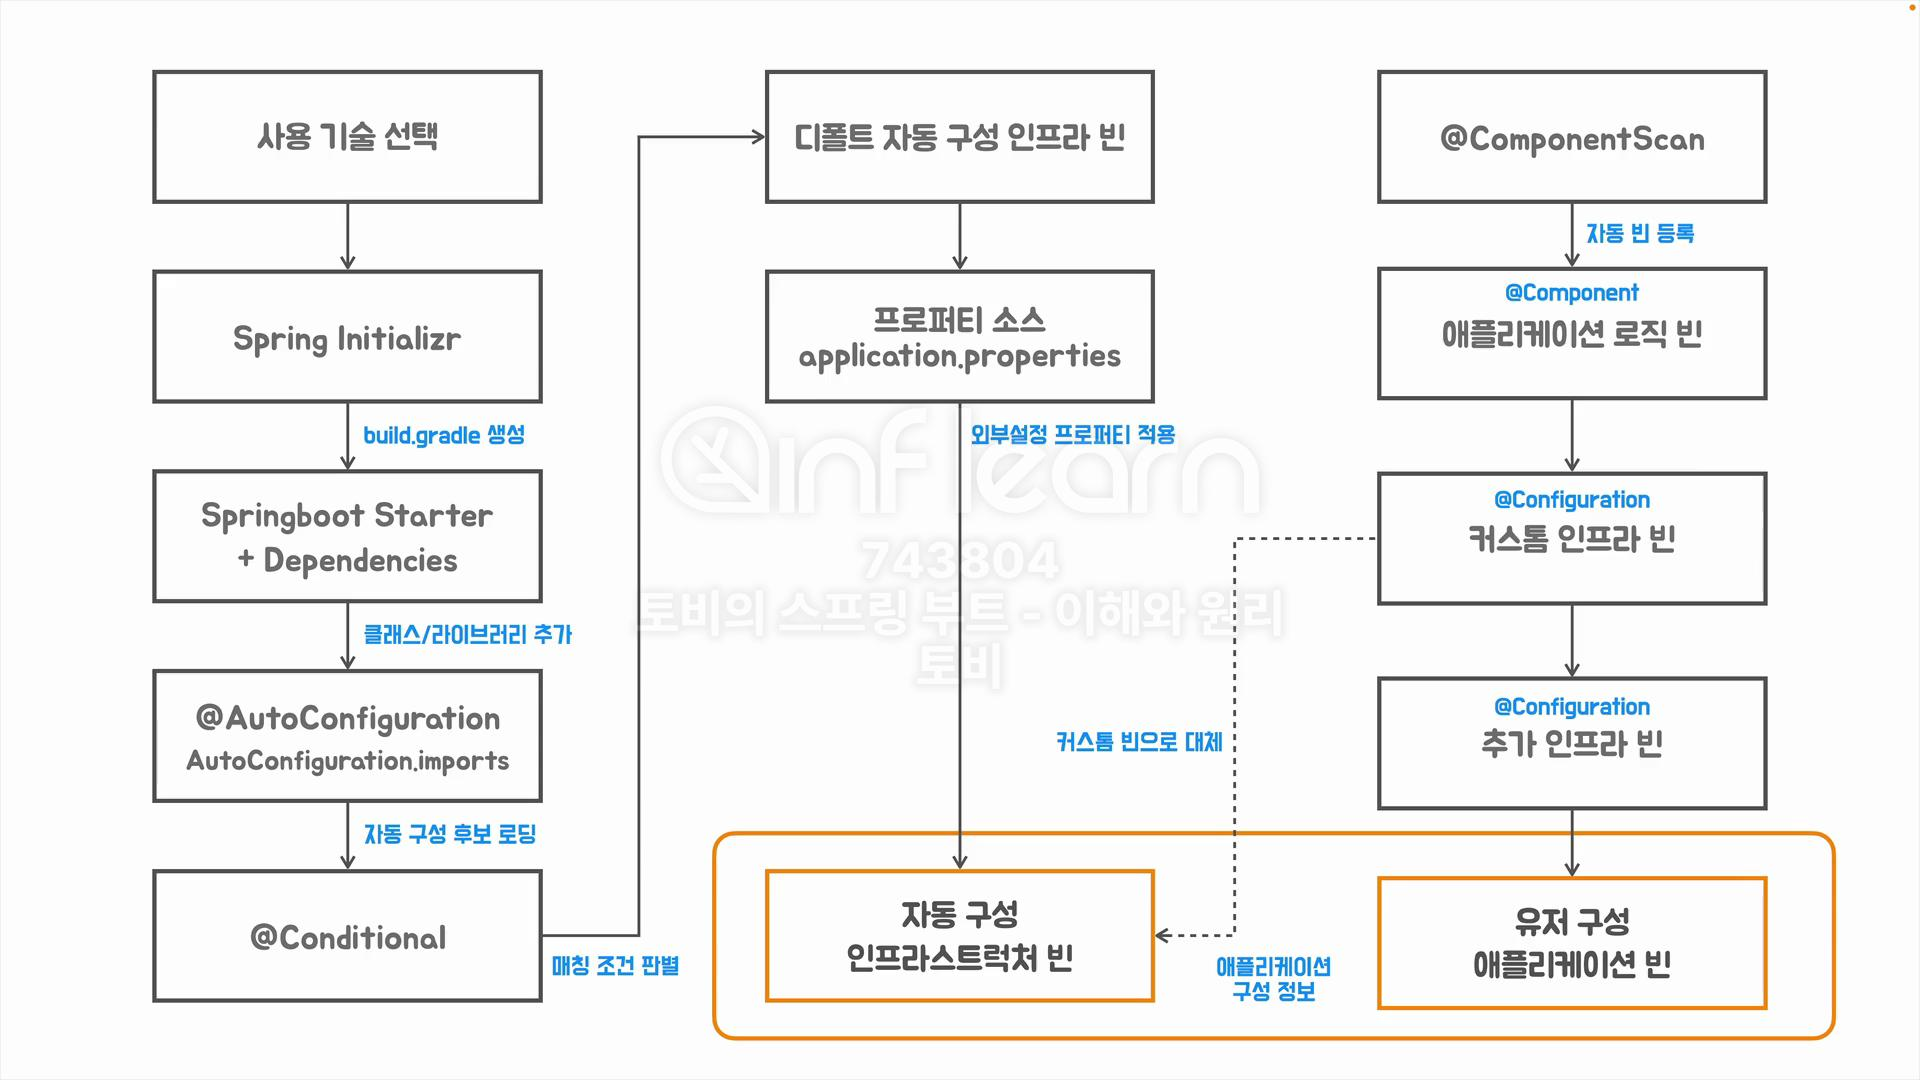 사용 기술 선택
Spring Initializr
build.gradle 생성
Springboot Starter
+ Dependencies
클래스/라이브러리 추가
@AutoConfiguration
AutoConfiguration.imports
자동 구성 후보 로딩
@Conditional
매칭 조건 판별
디폴트 자동 구성 인프라 빈
프로퍼티 소스
application.properties
외부설정 프로퍼티 적용
inflearn
743804
토비의 스프링 부트 - 이해와 원리
토비
커스톰 빈으로 대체
자동 구성
인프라스트럭처 빈
애플리케이션
구성 정보
@ComponentScan
자동 빈 등록
@Component
애플리케이션 로직 빈
@Configuration
커스톰 인프라 빈
@Configuration
추가 인프라 빈
유저 구성
애플리케이션 빈